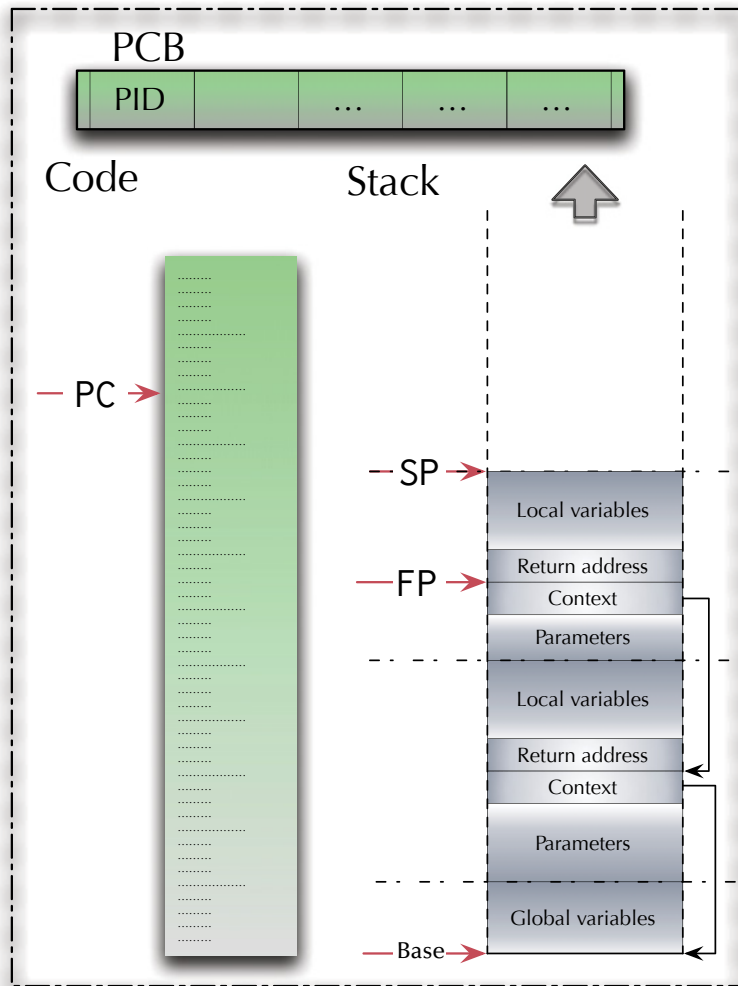 PCB
PID ... ... ...
Code
Stack
PC
SP
Local variables
Return address
FP
Context
Parameters
Local variables
Return address
Context
Parameters
Global variables
Base